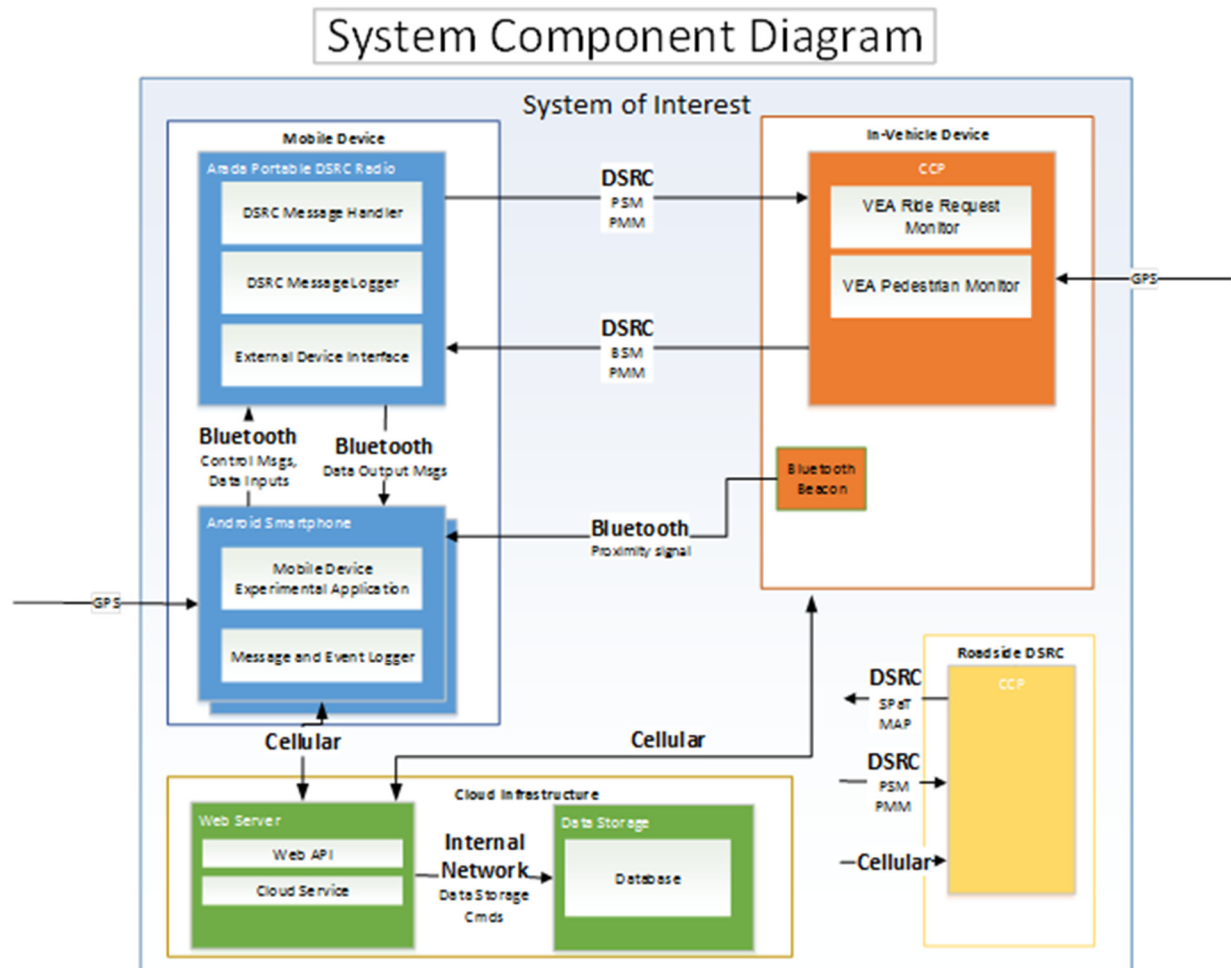 System Component Diagram
System of Interest
Mobile Device
Arada Portable DSRC Radio
DSRC Message Handler
DSRC Message Logger
External Device Interface
Bluetooth
Control Msgs,
Data Inputs
Bluetooth
Data Output Msgs
Android Smartphone
Mobile Device
Experimental Application
Message and Event Logger
GPS
DSRC
PSM
PMM
DSRC
BSM
PMM
Bluetooth
Proximity signal
In-Vehicle Device
CCP
VEA Ride Request
Monitor
VEA Pedestrian Monitor
GPS
Bluetooth
Beacon
Cellular
Cellular
Roadside DSRC
CCP
DSRC
SPaT
MAP
DSRC
PSM
PMM
Cellular
Cloud Infrastructure
Web Server
Web API
Cloud Service
Internal
Network
Data Storage
Cmds
Data Storage
Database